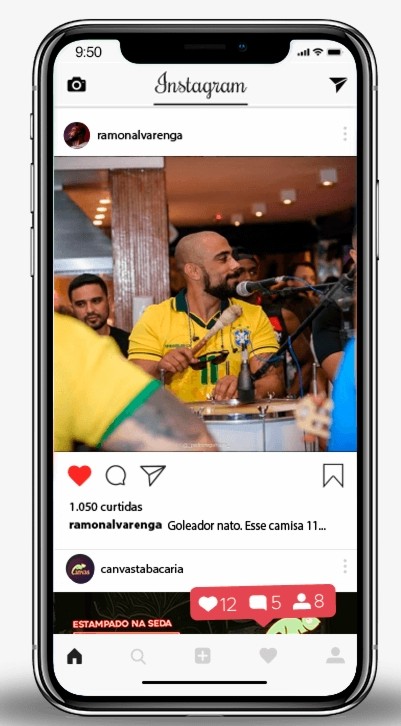 9:50
Instagram
ramonalvarenga
11
1.050 curtidas
ramonalvarenga Goleador nato. Esse camisa 11...
canvastabacaria
12 5 8
ESTAMPADO NA SEDA